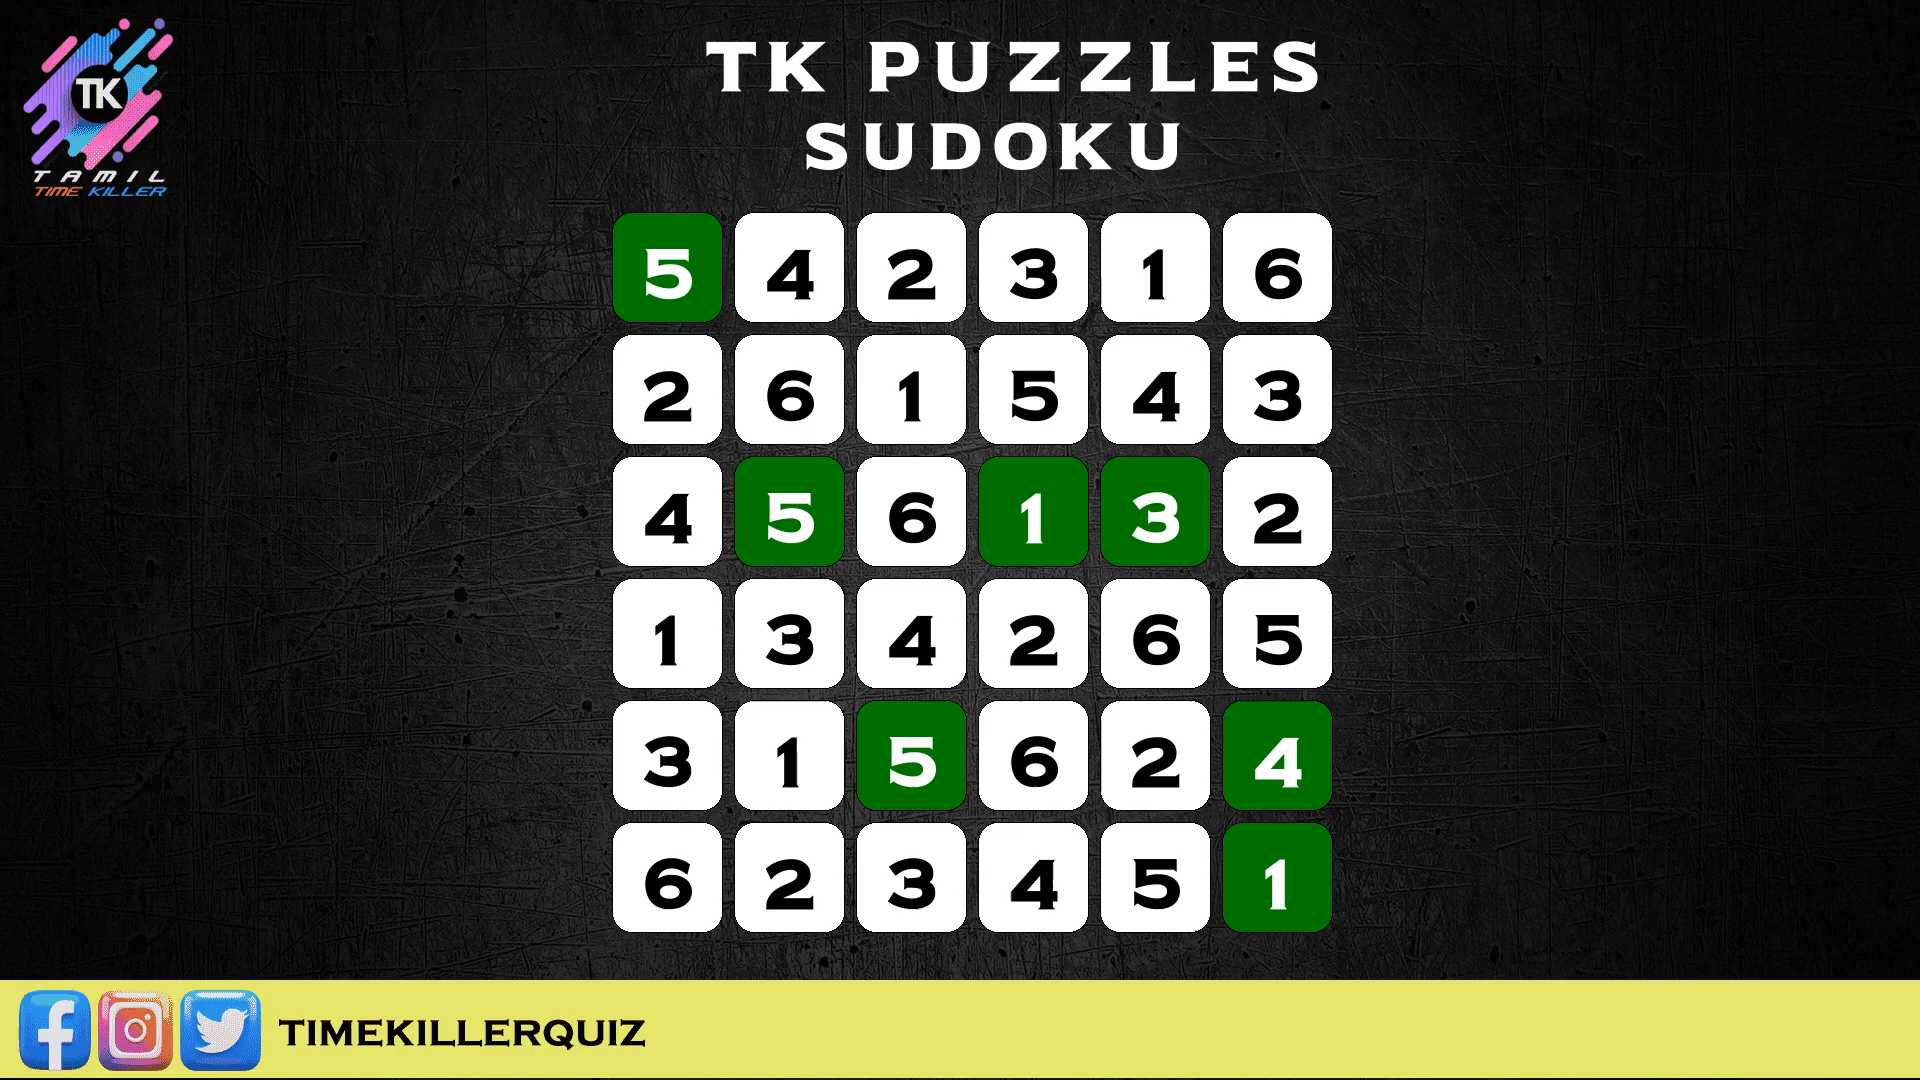 TK
TAMIL
TIME KILLER
TK PUZZLES
SUDOKU
5 4 2 3 1 6
2 6 1 5 4 3
4 5 6 1 3 2
1 3 4 2 6 5
3 1 5 6 2 4
6 2 3 4 5 1
TIMEKILLERQUIZ